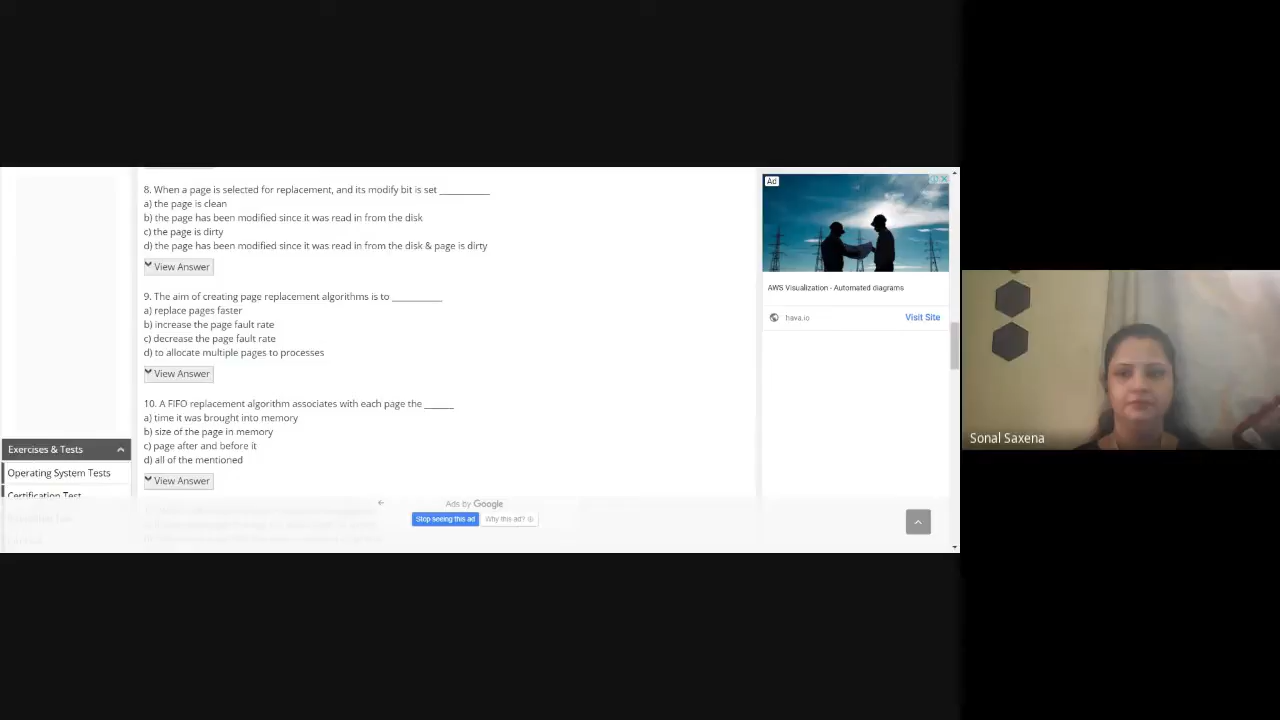 8. When a page is selected for replacement, and its modify bit is set __________
a) the page is clean
b) the page has been modified since it was read in from the disk
c) the page is dirty
d) the page has been modified since it was read in from the disk & page is dirty
View Answer
9. The aim of creating page replacement algorithms is to __________
a) replace pages faster
b) increase the page fault rate
c) decrease the page fault rate
d) to allocate multiple pages to processes
View Answer
10. A FIFO replacement algorithm associates with each page the ______
a) time it was brought into memory
b) size of the page in memory
c) page after and before it
d) all of the mentioned
View Answer
Exercises & Tests
Operating System Tests
Certification Test
Ads by Google
Stop seeing this ad
Why this ad?
Ad
AWS Visualization - Automated diagrams
hava.io
Visit Site
Sonal Saxena